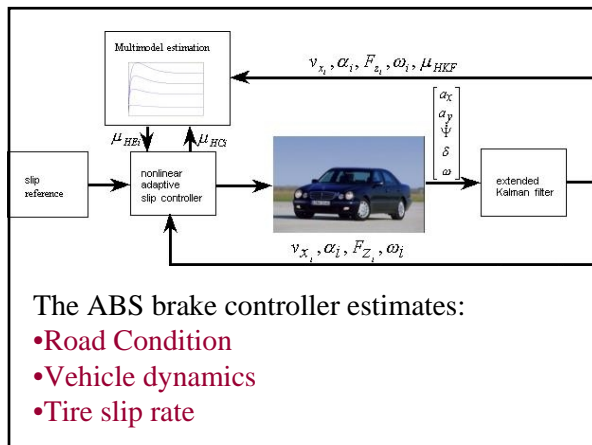 Multimodel estimation
v_{x_i}, α_i, F_{z_i}, ω_i, μ_{HKF}
a_x
a_y
Ψ̇
δ
ω
μ_{HEi}
μ_{HCi}
slip
reference
nonlinear
adaptive
slip controller
extended
Kalman filter
v_{x_i}, α_i, F_{Z_i}, ω_i
The ABS brake controller estimates:
•Road Condition
•Vehicle dynamics
•Tire slip rate